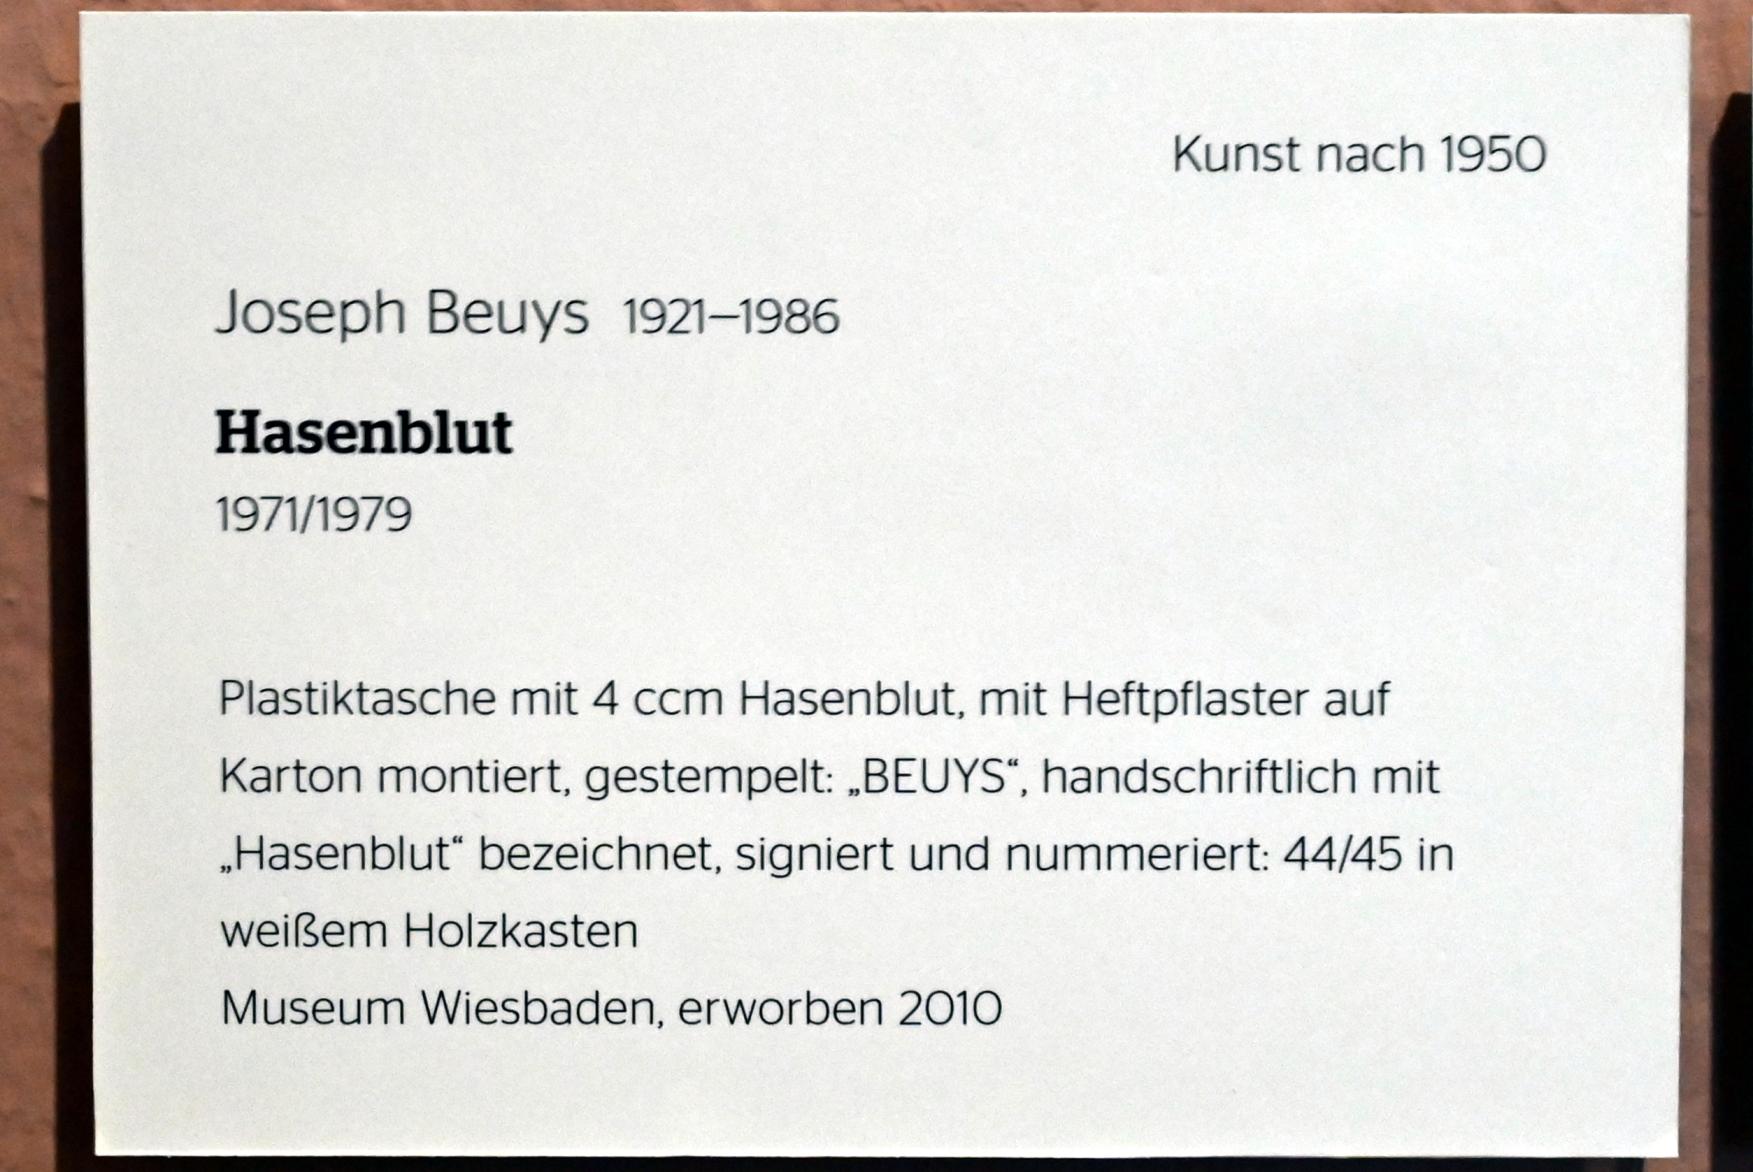 Kunst nach 1950
Joseph Beuys 1921–1986
Hasenblut
1971/1979
Plastiktasche mit 4 ccm Hasenblut, mit Heftpflaster auf
Karton montiert, gestempelt: „BEUYS“, handschriftlich mit
„Hasenblut“ bezeichnet, signiert und nummeriert: 44/45 in
weißem Holzkasten
Museum Wiesbaden, erworben 2010